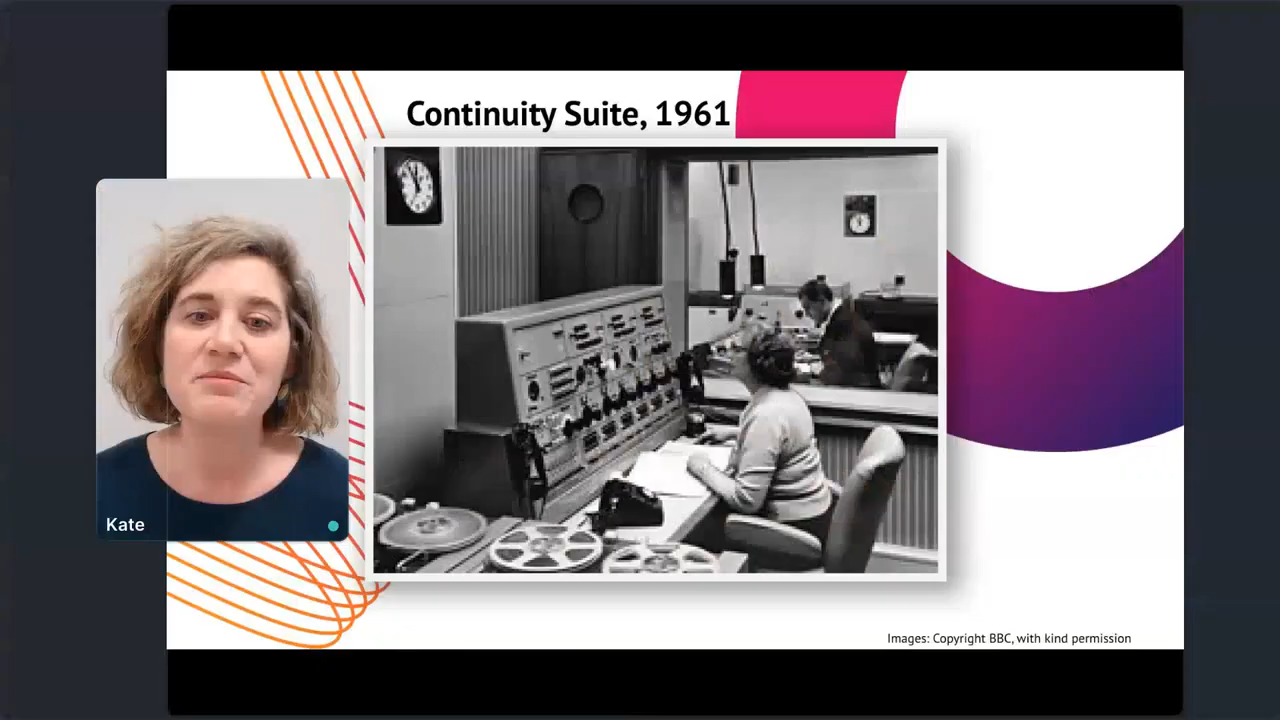 Continuity Suite, 1961
Kate
Images: Copyright BBC, with kind permission